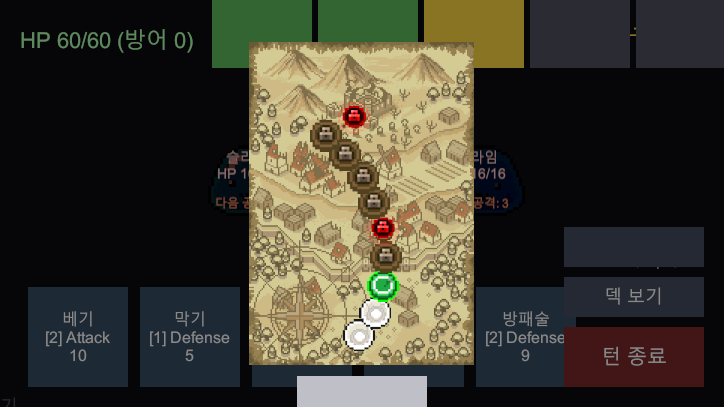 HP 60/60 (방어 0)
슬라임
HP 16/16
공격: 3
다음 공
베기
[2] Attack
10
막기
[1] Defense
5
방패술
[2] Defense
9
덱 보기
턴 종료
기